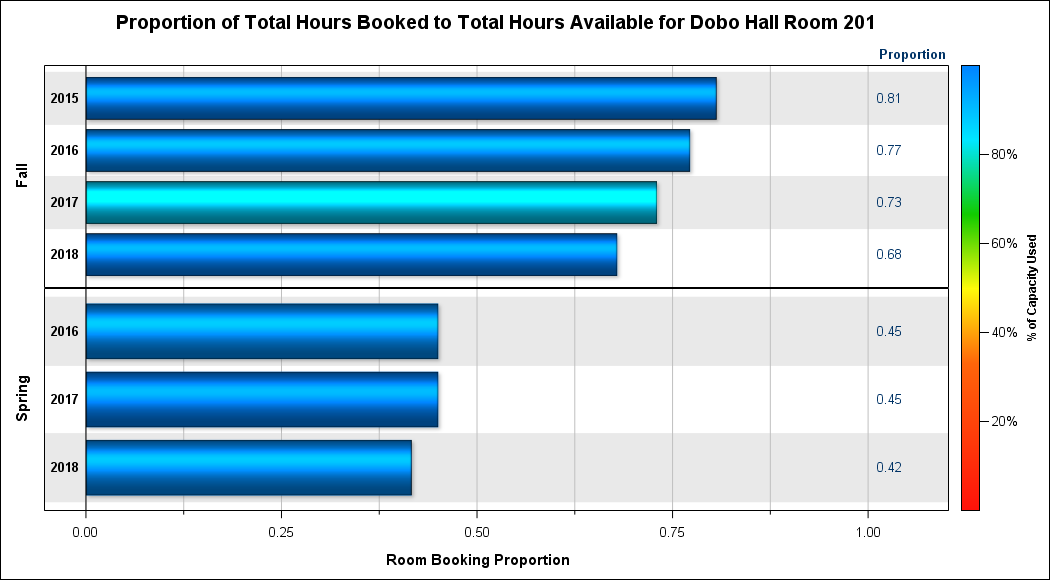 Proportion of Total Hours Booked to Total Hours Available for Dobo Hall Room 201
Proportion
Fall
2015 0.81
2016 0.77
2017 0.73
2018 0.68
Spring
2016 0.45
2017 0.45
2018 0.42
0.00 0.25 0.50 0.75 1.00
Room Booking Proportion
80%
60%
40%
20%
% of Capacity Used